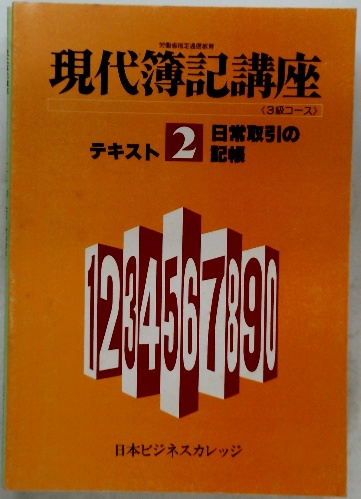 労働省指定通信教育
現代簿記講座
〈3級コース〉
テキスト 2 日常取引の
記帳
1234567890
日本ビジネスカレッジ